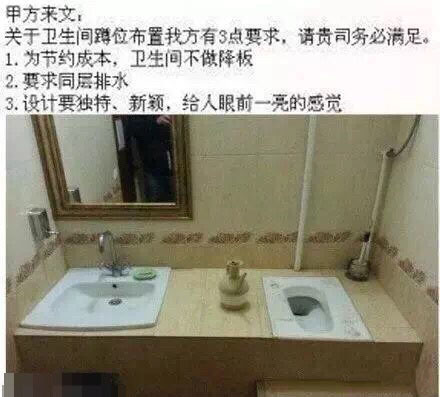 甲方来文:
关于卫生间蹲位布置我方有3点要求，请贵司务必满足。
1.为节约成本，卫生间不做降板
2.要求同层排水
3.设计要独特、新颖，给人眼前一亮的感觉